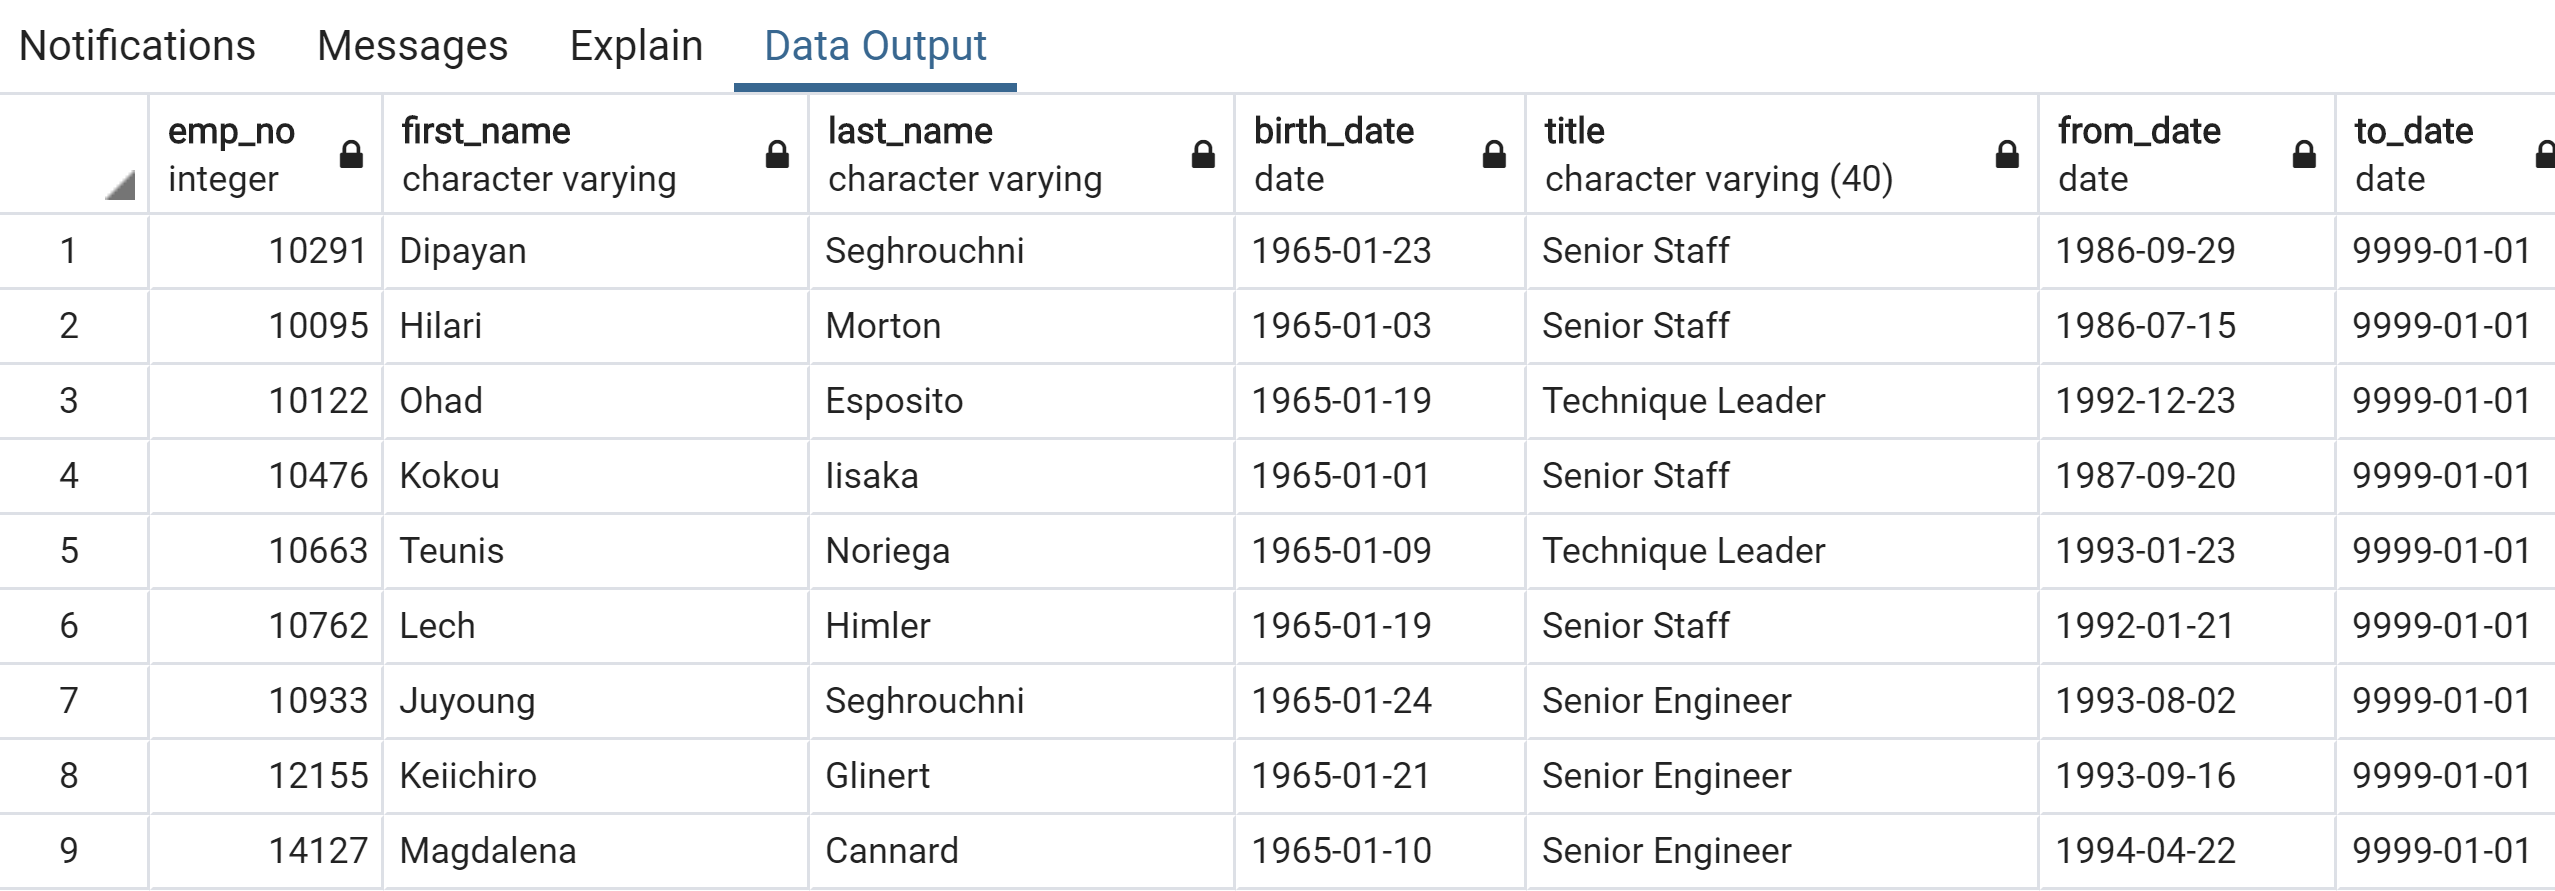 Notifications Messages Explain Data Output
emp_no first_name last_name birth_date title from_date to_date
integer character varying character varying date character varying (40) date date
1 10291 Dipayan Seghrouchni 1965-01-23 Senior Staff 1986-09-29 9999-01-01
2 10095 Hilari Morton 1965-01-03 Senior Staff 1986-07-15 9999-01-01
3 10122 Ohad Esposito 1965-01-19 Technique Leader 1992-12-23 9999-01-01
4 10476 Kokou Iisaka 1965-01-01 Senior Staff 1987-09-20 9999-01-01
5 10663 Teunis Noriega 1965-01-09 Technique Leader 1993-01-23 9999-01-01
6 10762 Lech Himler 1965-01-19 Senior Staff 1992-01-21 9999-01-01
7 10933 Juyoung Seghrouchni 1965-01-24 Senior Engineer 1993-08-02 9999-01-01
8 12155 Keiichiro Glinert 1965-01-21 Senior Engineer 1993-09-16 9999-01-01
9 14127 Magdalena Cannard 1965-01-10 Senior Engineer 1994-04-22 9999-01-01